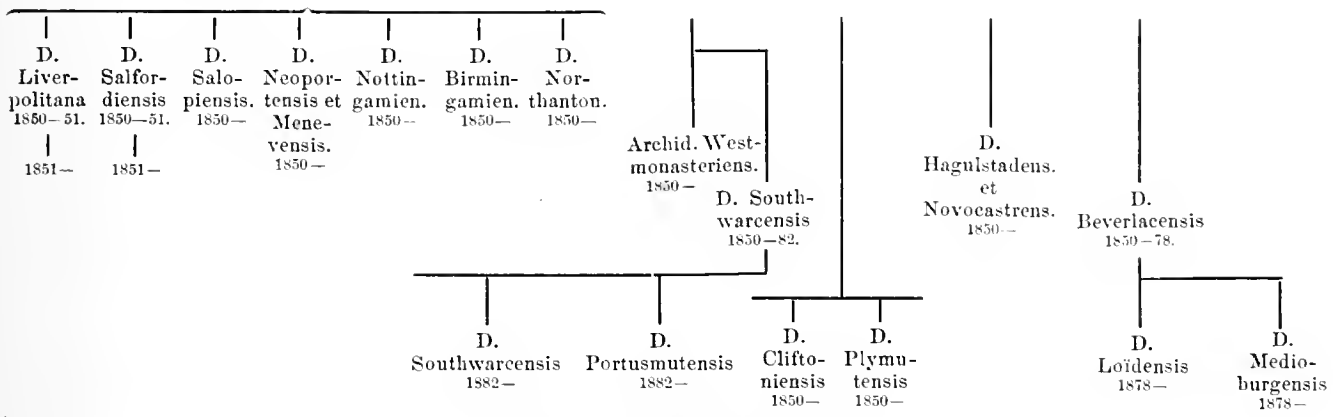 D.
Liver-
politana
1850–51.
1851–
D.
Salfor-
diensis
1850–51.
1851–
D.
Salo-
piensis.
1850–
D.
Neopor-
tensis et
Mene-
vensis.
1850–
D.
Nottin-
gamien.
1850–
D.
Birmin-
gamien.
1850–
D.
Nor-
thanton.
1850–
Archid. West-
monasteriens.
1850–
D. South-
warcensis
1850–82.
D.
Hagulstadens.
et
Novocastrens.
1850–
D.
Beverlacensis
1850–78.
D.
Southwarcensis
1882–
D.
Portusmutensis
1882–
D.
Clifto-
niensis
1850–
D.
Plymu-
tensis
1850–
D.
Loïdensis
1878–
D.
Medio-
burgensis
1878–